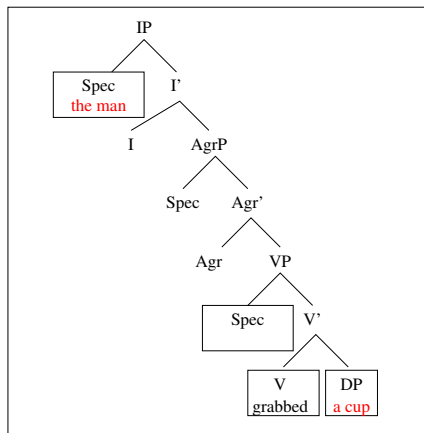 IP
Spec I’
the man
I AgrP
Spec Agr’
Agr VP
Spec V’
V DP
grabbed a cup